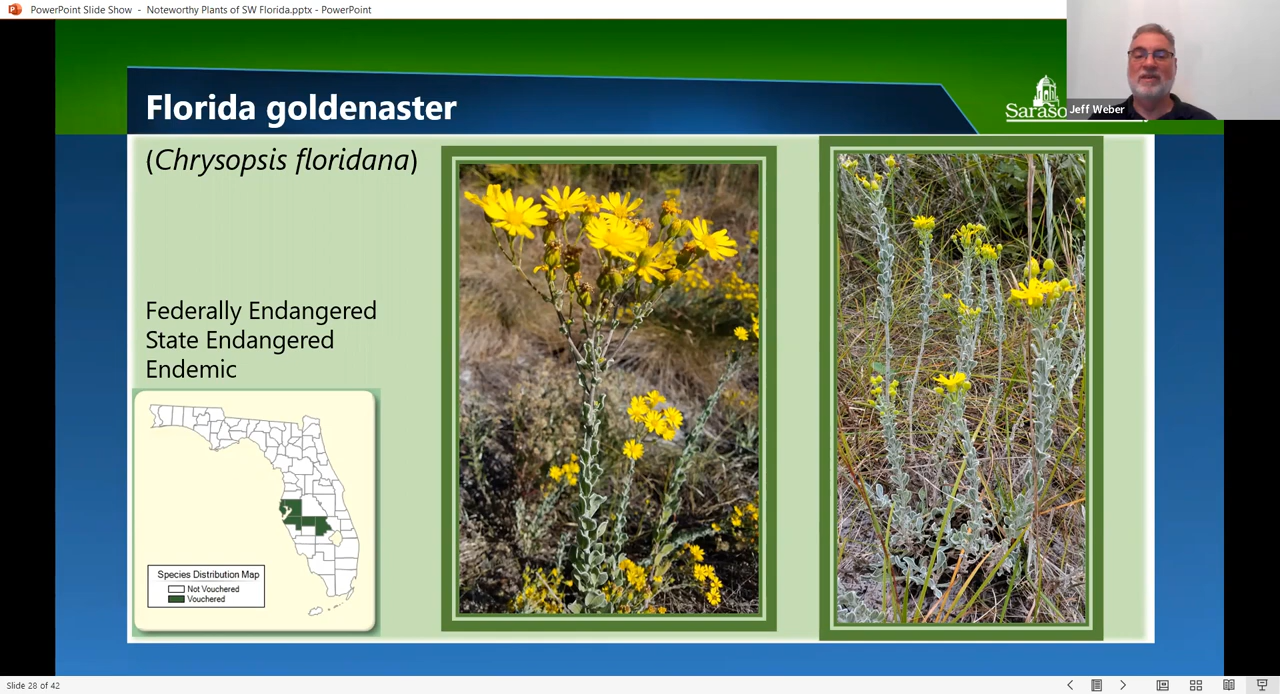 PowerPoint Slide Show - Noteworthy Plants of SW Florida.pptx - PowerPoint
Florida goldenaster
Saraso
Jeff Weber
(Chrysopsis floridana)
Federally Endangered
State Endangered
Endemic
Species Distribution Map
Not Vouchered
Vouchered
Slide 28 of 42